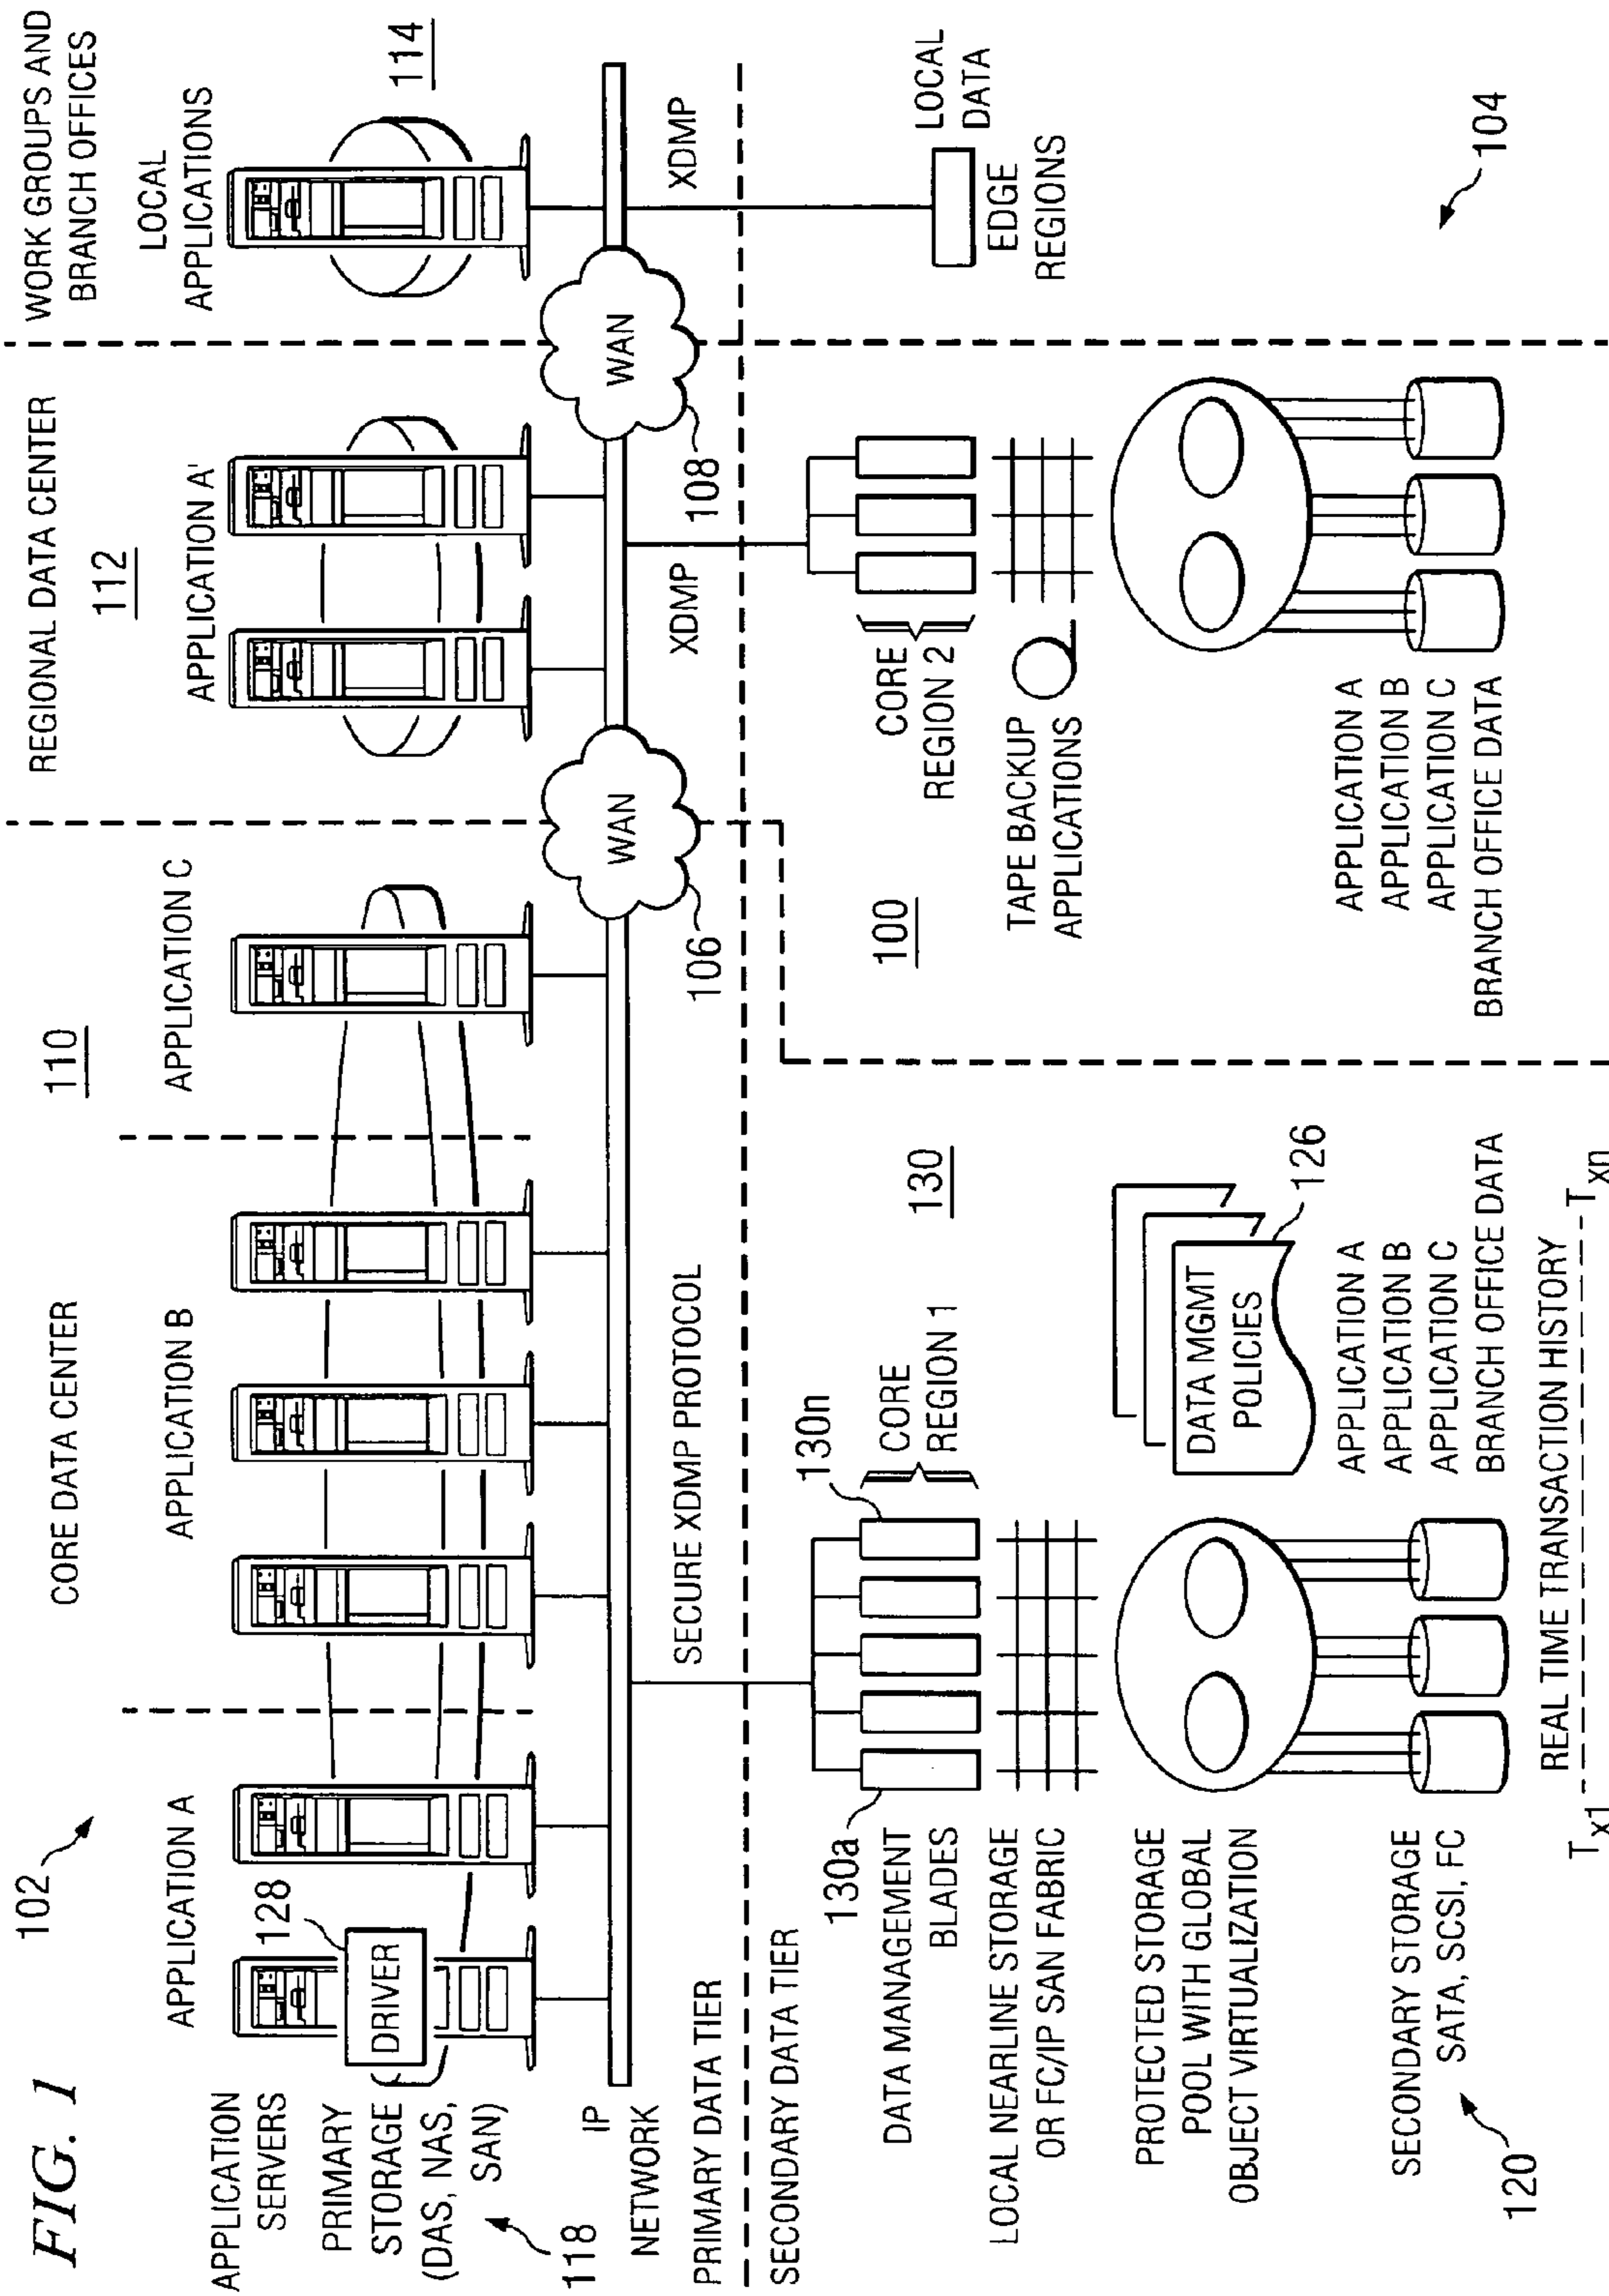 FIG. 1
102
CORE DATA CENTER
110
REGIONAL DATA CENTER
112
WORK GROUPS AND
BRANCH OFFICES
APPLICATION A
APPLICATION B
APPLICATION C
APPLICATION A'
LOCAL
APPLICATIONS
114
APPLICATION
SERVERS
128
DRIVER
PRIMARY
STORAGE
(DAS, NAS,
SAN)
118
IP
NETWORK
WAN
106
WAN
108
SECURE XDMP PROTOCOL
XDMP
XDMP
PRIMARY DATA TIER
SECONDARY DATA TIER
130a
130n
130
DATA MANAGEMENT
BLADES
CORE
REGION 1
100
CORE
REGION 2
LOCAL
DATA
EDGE
REGIONS
LOCAL NEARLINE STORAGE
OR FC/IP SAN FABRIC
TAPE BACKUP
APPLICATIONS
PROTECTED STORAGE
POOL WITH GLOBAL
OBJECT VIRTUALIZATION
DATA MGMT
POLICIES
126
SECONDARY STORAGE
SATA, SCSI, FC
120
APPLICATION A
APPLICATION B
APPLICATION C
BRANCH OFFICE DATA
APPLICATION A
APPLICATION B
APPLICATION C
BRANCH OFFICE DATA
104
REAL TIME TRANSACTION HISTORY
Tx1
Txn